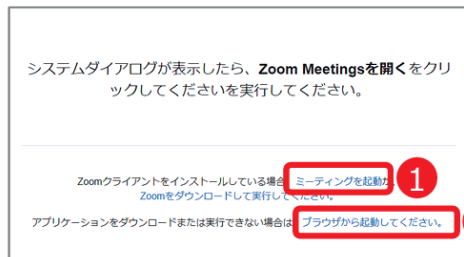 システムダイアログが表示したら、Zoom Meetingsを開くをクリ
ックしてくださいを実行してください。
Zoomクライアントをインストールしている場合 ミーティングを起動か、
1
Zoomをダウンロードして実行してください。
アプリケーションをダウンロードまたは実行できない場合は、 ブラウザから起動してください。